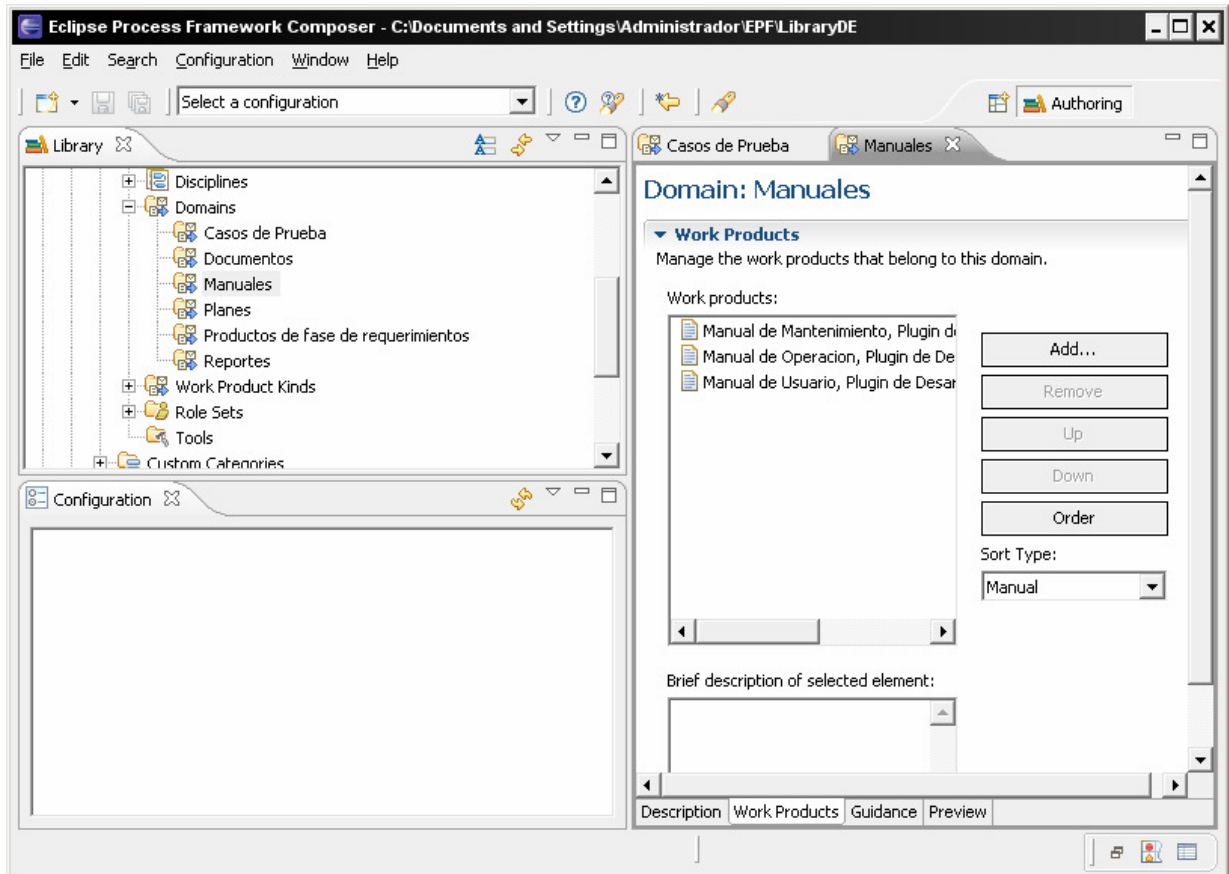 Eclipse Process Framework Composer - C:\Documents and Settings\Administrador\EPF\LibraryDE
File Edit Search Configuration Window Help
Select a configuration
Authoring
Library
Disciplines
Domains
Casos de Prueba
Documentos
Manuales
Planes
Productos de fase de requerimientos
Reportes
Work Product Kinds
Role Sets
Tools
Custom Categories
Configuration
Casos de Prueba Manuales
Domain: Manuales
Work Products
Manage the work products that belong to this domain.
Work products:
Manual de Mantenimiento, Plugin d
Manual de Operacion, Plugin de De
Manual de Usuario, Plugin de Desar
Add...
Remove
Up
Down
Order
Sort Type:
Manual
Brief description of selected element:
Description Work Products Guidance Preview